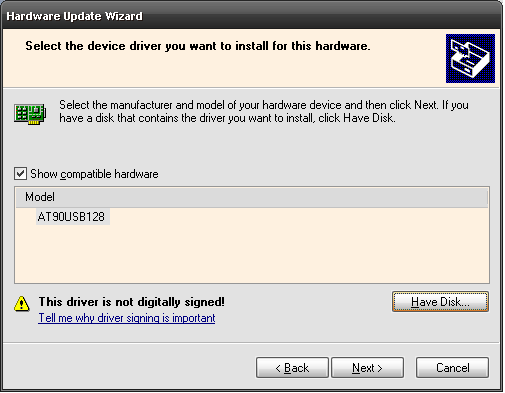 Hardware Update Wizard
Select the device driver you want to install for this hardware.
Select the manufacturer and model of your hardware device and then click Next. If you
have a disk that contains the driver you want to install, click Have Disk.
Show compatible hardware
Model
AT90USB128
This driver is not digitally signed!
Have Disk...
Tell me why driver signing is important
< Back
Next >
Cancel